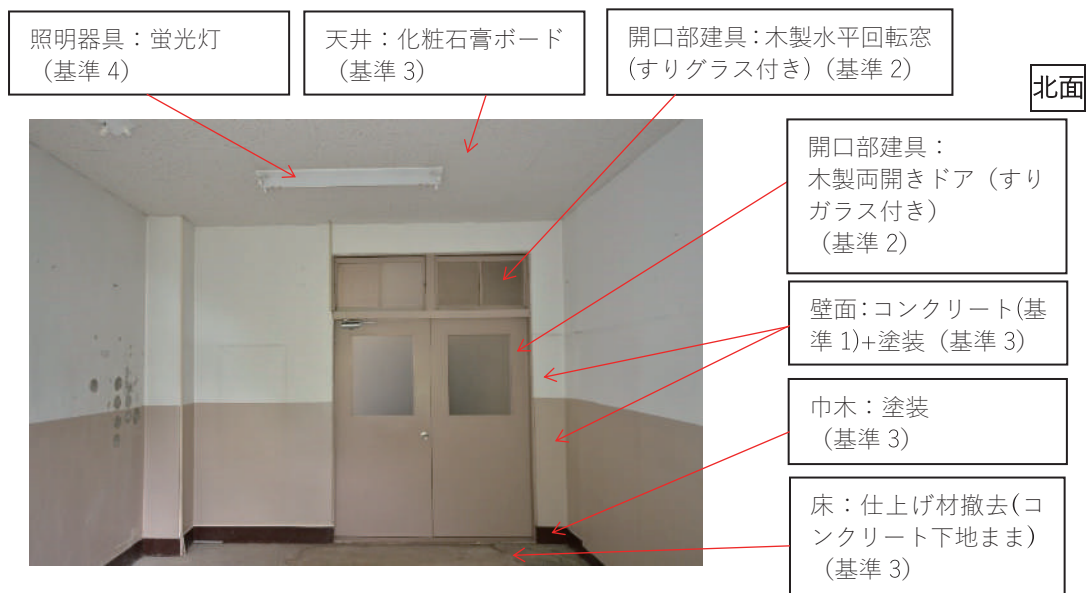 照明器具：蛍光灯
（基準 4）
天井：化粧石膏ボード
（基準 3）
開口部建具：木製水平回転窓
(すりグラス付き)（基準 2）
北面
開口部建具：
木製両開きドア（すり
ガラス付き）
（基準 2）
壁面：コンクリート(基
準 1)+塗装（基準 3）
巾木：塗装
（基準 3）
床：仕上げ材撤去(コ
ンクリート下地まま)
（基準 3）